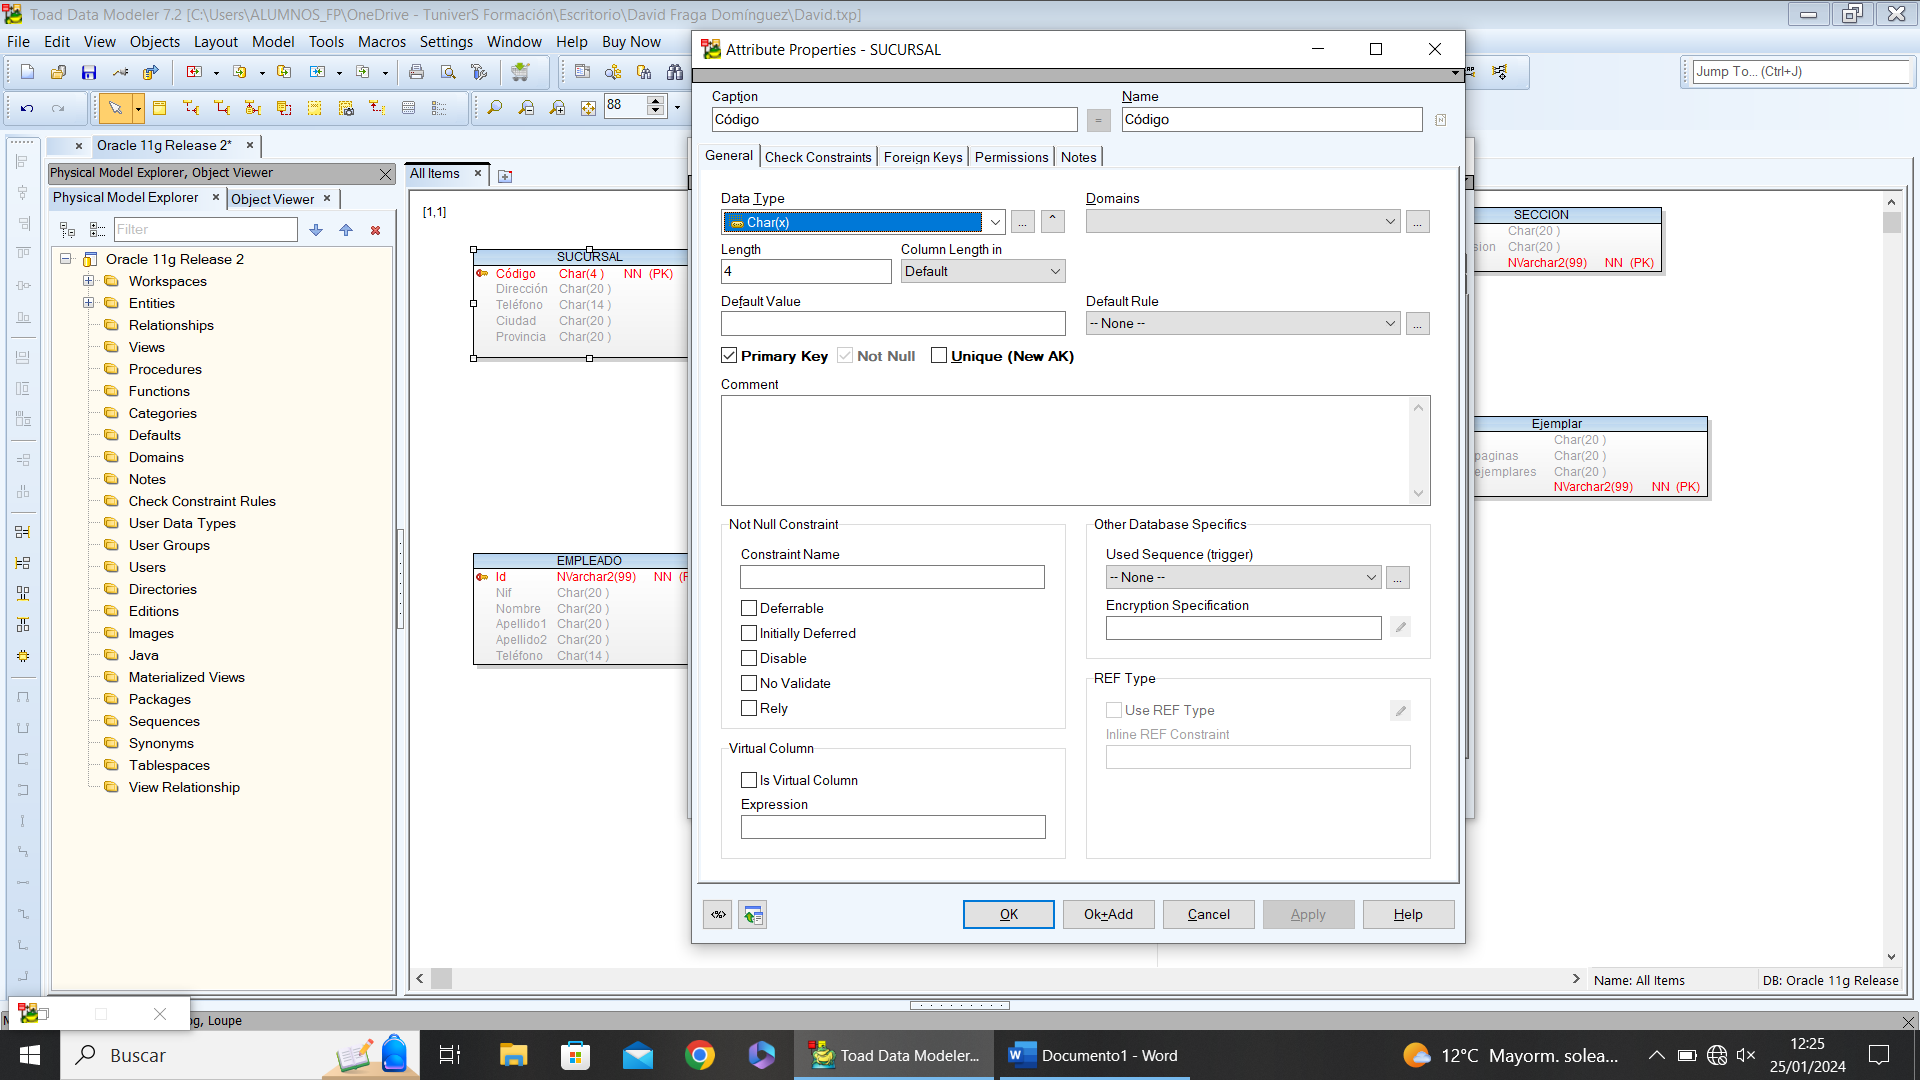 Toad Data Modeler 7.2 [C:\Users\ALUMNOS_FP\OneDrive - TuniverS Formación\Escritorio\David Fraga Domínguez\David.txp]
File Edit View Objects Layout Model Tools Macros Settings Window Help Buy Now
Jump To... (Ctrl+J)
88
Oracle 11g Release 2*
Physical Model Explorer, Object Viewer
Physical Model Explorer
Object Viewer
Filter
Oracle 11g Release 2
Workspaces
Entities
Relationships
Views
Procedures
Functions
Categories
Defaults
Domains
Notes
Check Constraint Rules
User Data Types
User Groups
Users
Directories
Editions
Images
Java
Materialized Views
Packages
Sequences
Synonyms
Tablespaces
View Relationship
All Items
[1,1]
SUCURSAL
Código Char(4 ) NN (PK)
Dirección Char(20 )
Teléfono Char(14 )
Ciudad Char(20 )
Provincia Char(20 )
EMPLEADO
Id NVarchar2(99) NN
Nif Char(20 )
Nombre Char(20 )
Apellido1 Char(20 )
Apellido2 Char(20 )
Teléfono Char(14 )
Attribute Properties - SUCURSAL
Caption
Código
=
Name
Código
General Check Constraints Foreign Keys Permissions Notes
Data Type
Char(x)
...
^
Domains
...
Length
4
Column Length in
Default
Default Value
Default Rule
-- None --
...
Primary Key Not Null Unique (New AK)
Comment
Not Null Constraint
Constraint Name
Deferrable
Initially Deferred
Disable
No Validate
Rely
Virtual Column
Is Virtual Column
Expression
Other Database Specifics
Used Sequence (trigger)
-- None --
...
Encryption Specification
REF Type
Use REF Type
Inline REF Constraint
<%>
OK Ok+Add Cancel Apply Help
SECCION
Char(20 )
sion Char(20 )
NVarchar2(99) NN (PK)
Ejemplar
Char(20 )
paginas Char(20 )
ejemplares Char(20 )
NVarchar2(99) NN (PK)
Name: All Items
DB: Oracle 11g Release
og, Loupe
Buscar
Toad Data Modeler...
Documento1 - Word
12°C Mayorm. solea...
12:25
25/01/2024